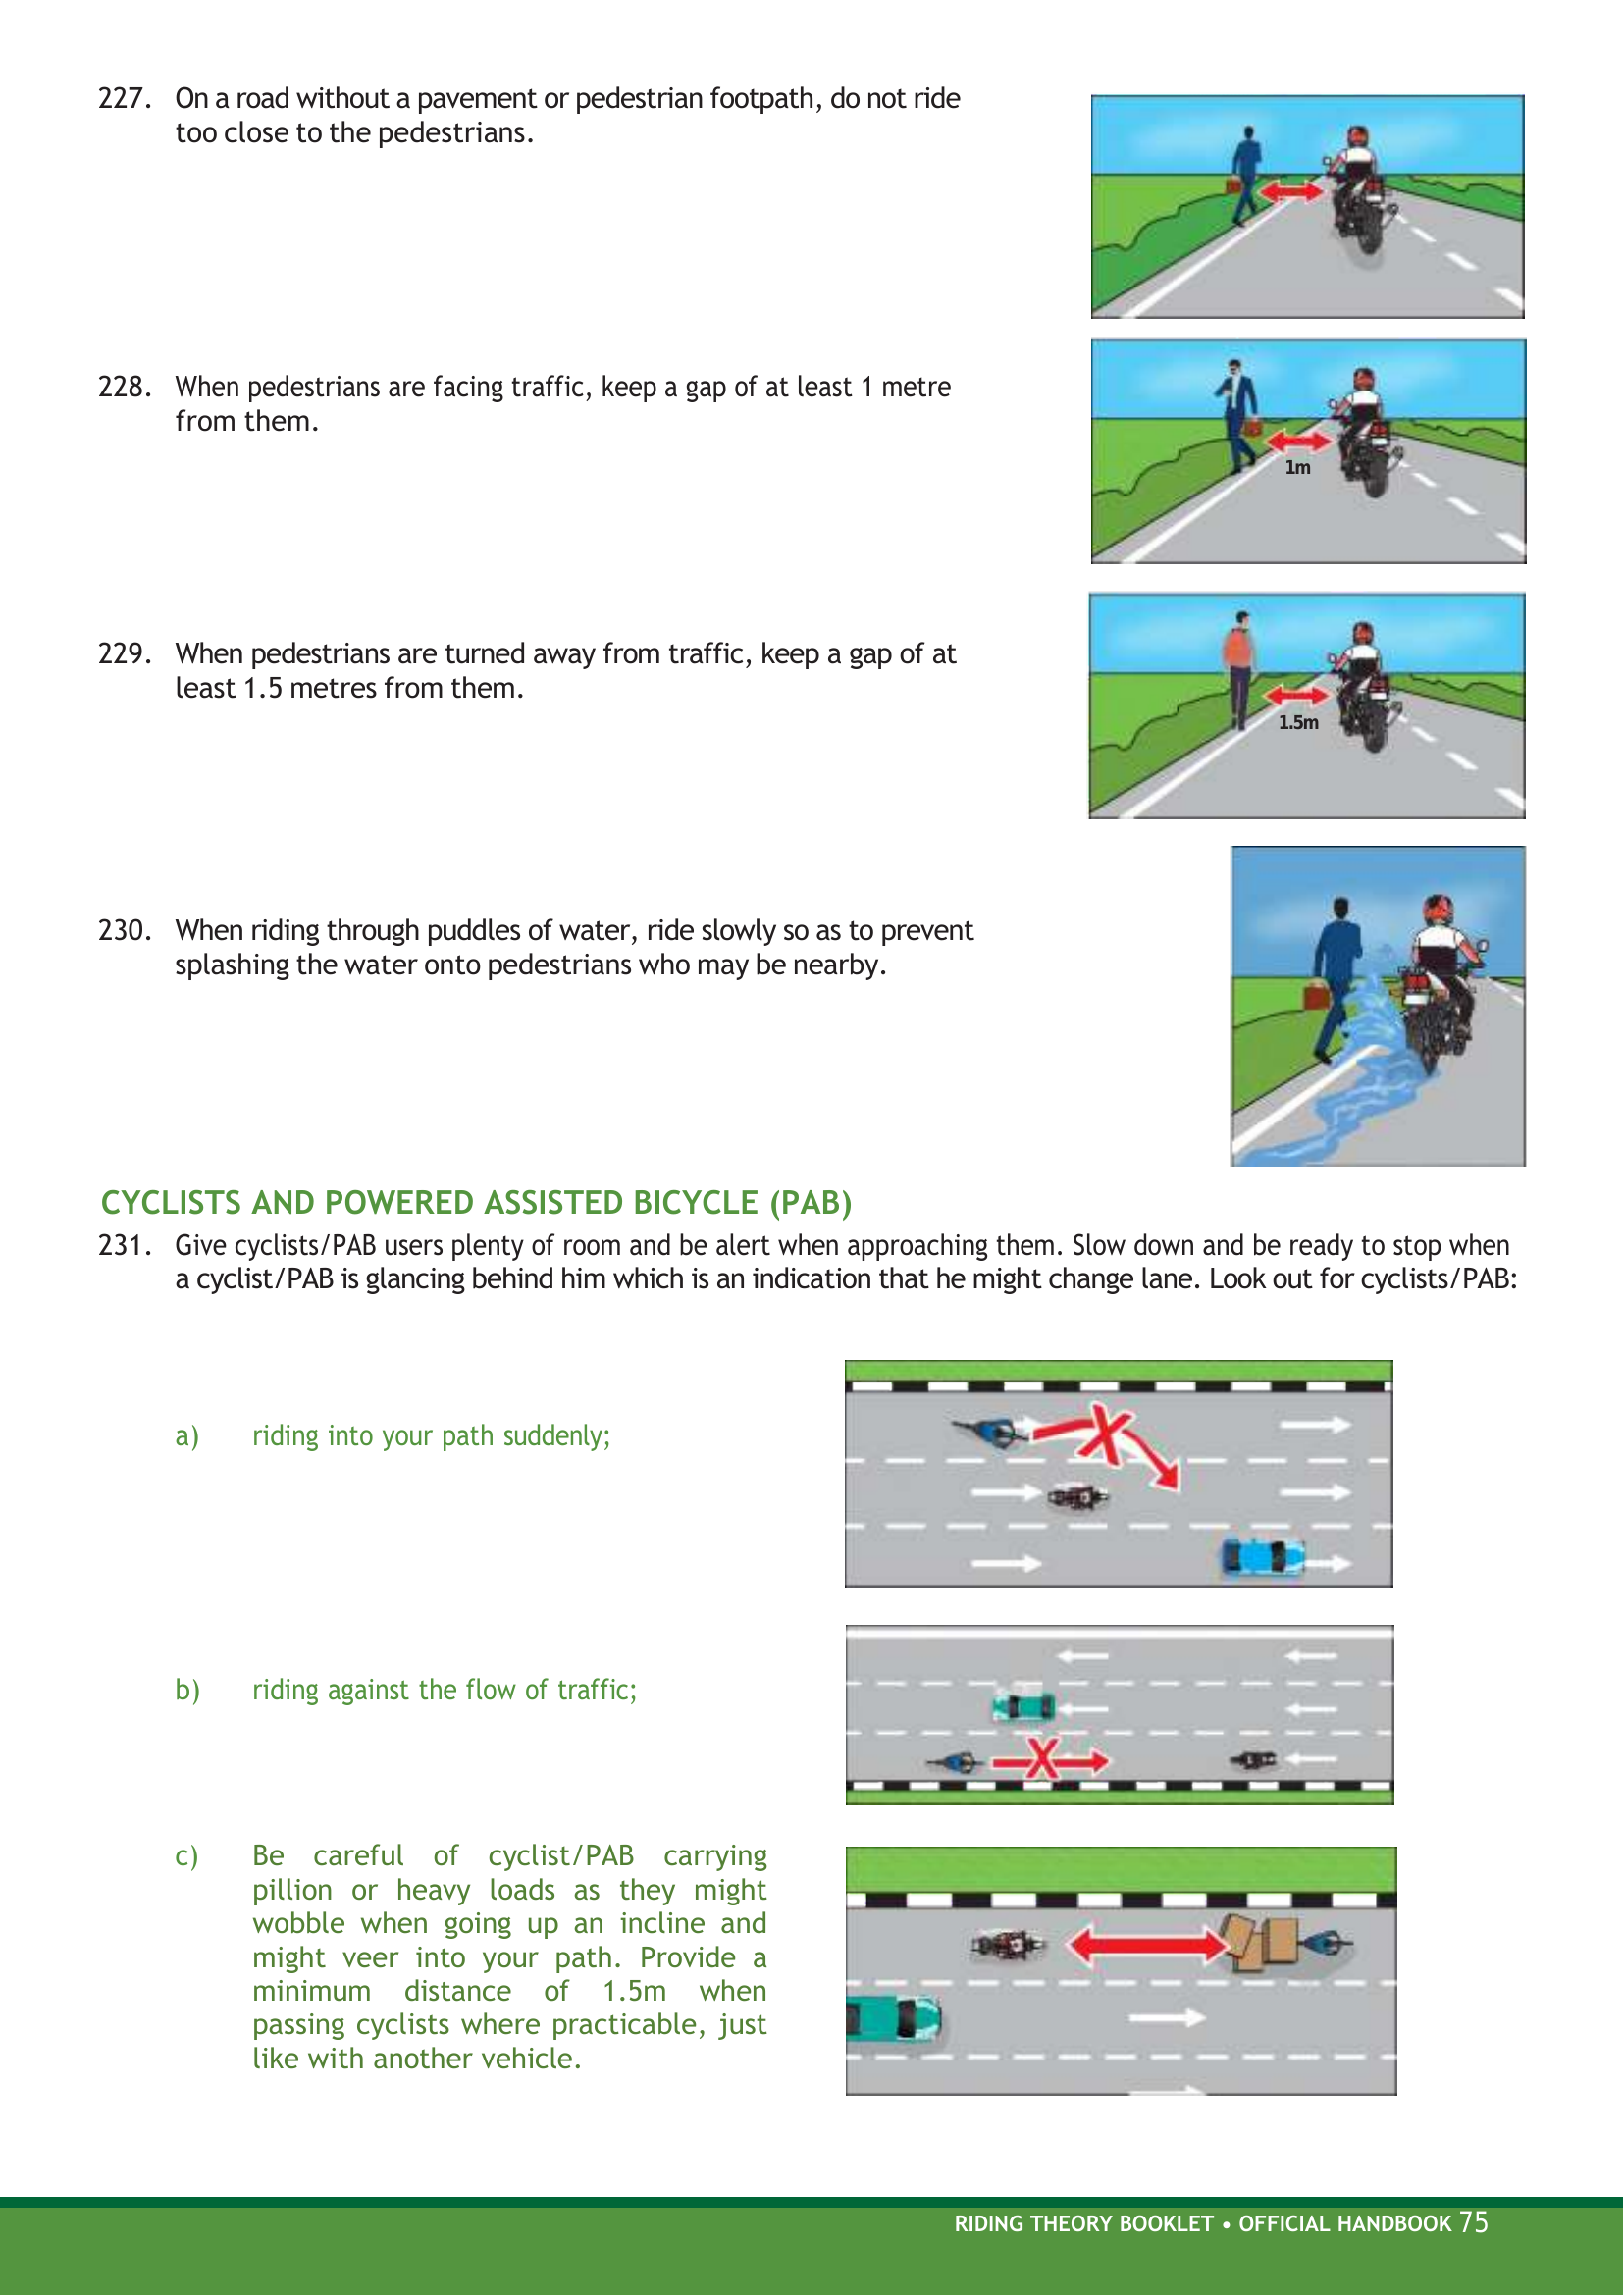 227. On a road without a pavement or pedestrian footpath, do not ride
too close to the pedestrians.
228. When pedestrians are facing traffic, keep a gap of at least 1 metre
from them.
1m
229. When pedestrians are turned away from traffic, keep a gap of at
least 1.5 metres from them.
1.5m
230. When riding through puddles of water, ride slowly so as to prevent
splashing the water onto pedestrians who may be nearby.
CYCLISTS AND POWERED ASSISTED BICYCLE (PAB)
231. Give cyclists/PAB users plenty of room and be alert when approaching them. Slow down and be ready to stop when
a cyclist/PAB is glancing behind him which is an indication that he might change lane. Look out for cyclists/PAB:
a) riding into your path suddenly;
b) riding against the flow of traffic;
c) Be careful of cyclist/PAB carrying
pillion or heavy loads as they might
wobble when going up an incline and
might veer into your path. Provide a
minimum distance of 1.5m when
passing cyclists where practicable, just
like with another vehicle.
RIDING THEORY BOOKLET • OFFICIAL HANDBOOK 75